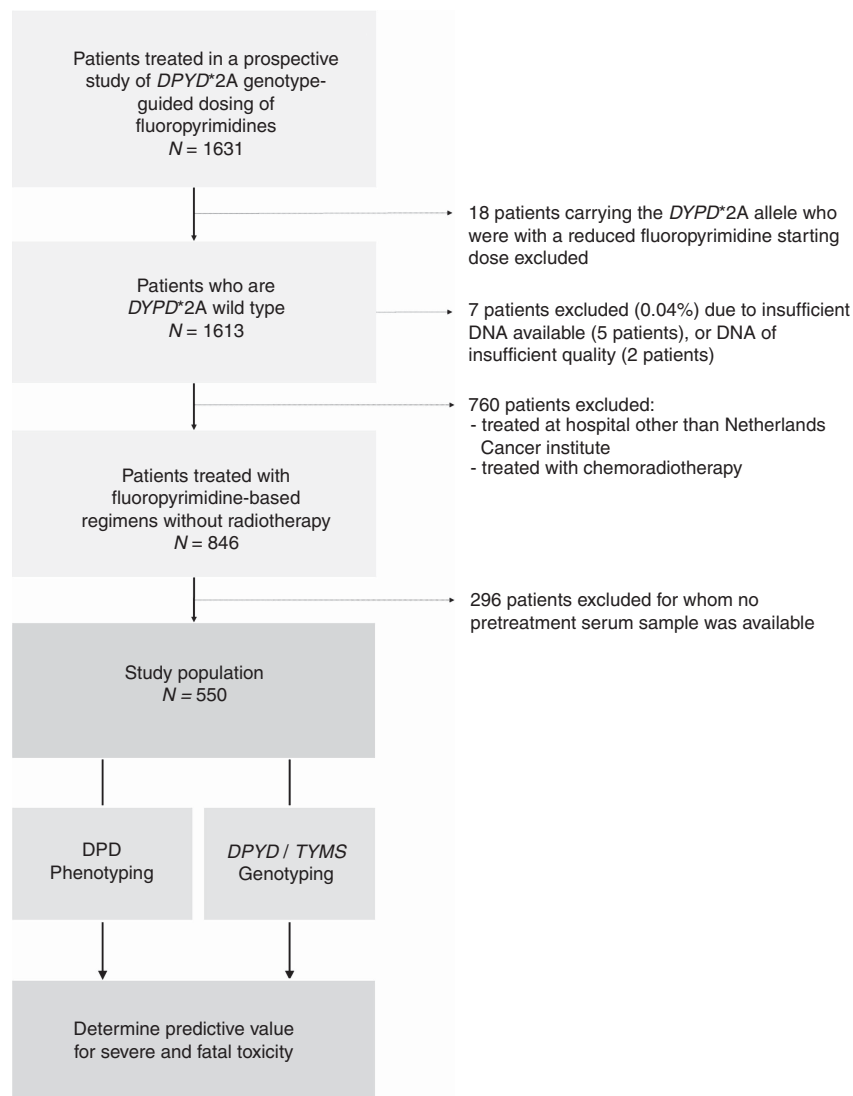 Patients treated in a prospective
study of DPYD*2A genotype-
guided dosing of
fluoropyrimidines
N = 1631
18 patients carrying the DYPD*2A allele who
were with a reduced fluoropyrimidine starting
dose excluded
Patients who are
DYPD*2A wild type
N = 1613
7 patients excluded (0.04%) due to insufficient
DNA available (5 patients), or DNA of
insufficient quality (2 patients)
760 patients excluded:
- treated at hospital other than Netherlands
Cancer institute
- treated with chemoradiotherapy
Patients treated with
fluoropyrimidine-based
regimens without radiotherapy
N = 846
296 patients excluded for whom no
pretreatment serum sample was available
Study population
N = 550
DPD
Phenotyping
DPYD / TYMS
Genotyping
Determine predictive value
for severe and fatal toxicity